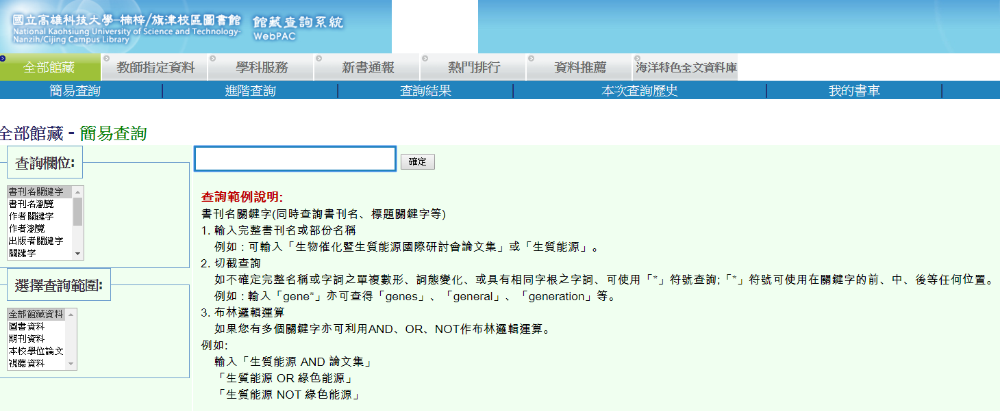 國立高雄科技大學-楠梓/旗津校區圖書館 館藏查詢系統
National Kaohsiung University of Science and Technology-
Nanzih/Cijing Campus Library
WebPAC
全部館藏 教師指定資料 學科服務 新書通報 熱門排行 資料推薦 海洋特色全文資料庫
簡易查詢 進階查詢 查詢結果 本次查詢歷史 我的書車
全部館藏 - 簡易查詢
查詢欄位:
書刊名關鍵字
書刊名瀏覽
作者關鍵字
作者瀏覽
出版者關鍵字
關鍵字
選擇查詢範圍:
全部館藏資料
圖書資料
期刊資料
本校學位論文
視聽資料
確定
查詢範例說明:
書刊名關鍵字(同時查詢書刊名、標題關鍵字等)
1. 輸入完整書刊名或部份名稱
例如 : 可輸入「生物催化暨生質能源國際研討會論文集」或「生質能源」。
2. 切截查詢
如不確定完整名稱或字詞之單複數形、詞態變化、或具有相同字根之字詞、可使用「*」符號查詢;「*」符號可使用在關鍵字的前、中、後等任何位置。
例如 : 輸入「gene*」亦可查得「genes」、「general」、「generation」等。
3. 布林邏輯運算
如果您有多個關鍵字亦可利用AND、OR、NOT作布林邏輯運算。
例如:
輸入「生質能源 AND 論文集」
「生質能源 OR 綠色能源」
「生質能源 NOT 綠色能源」